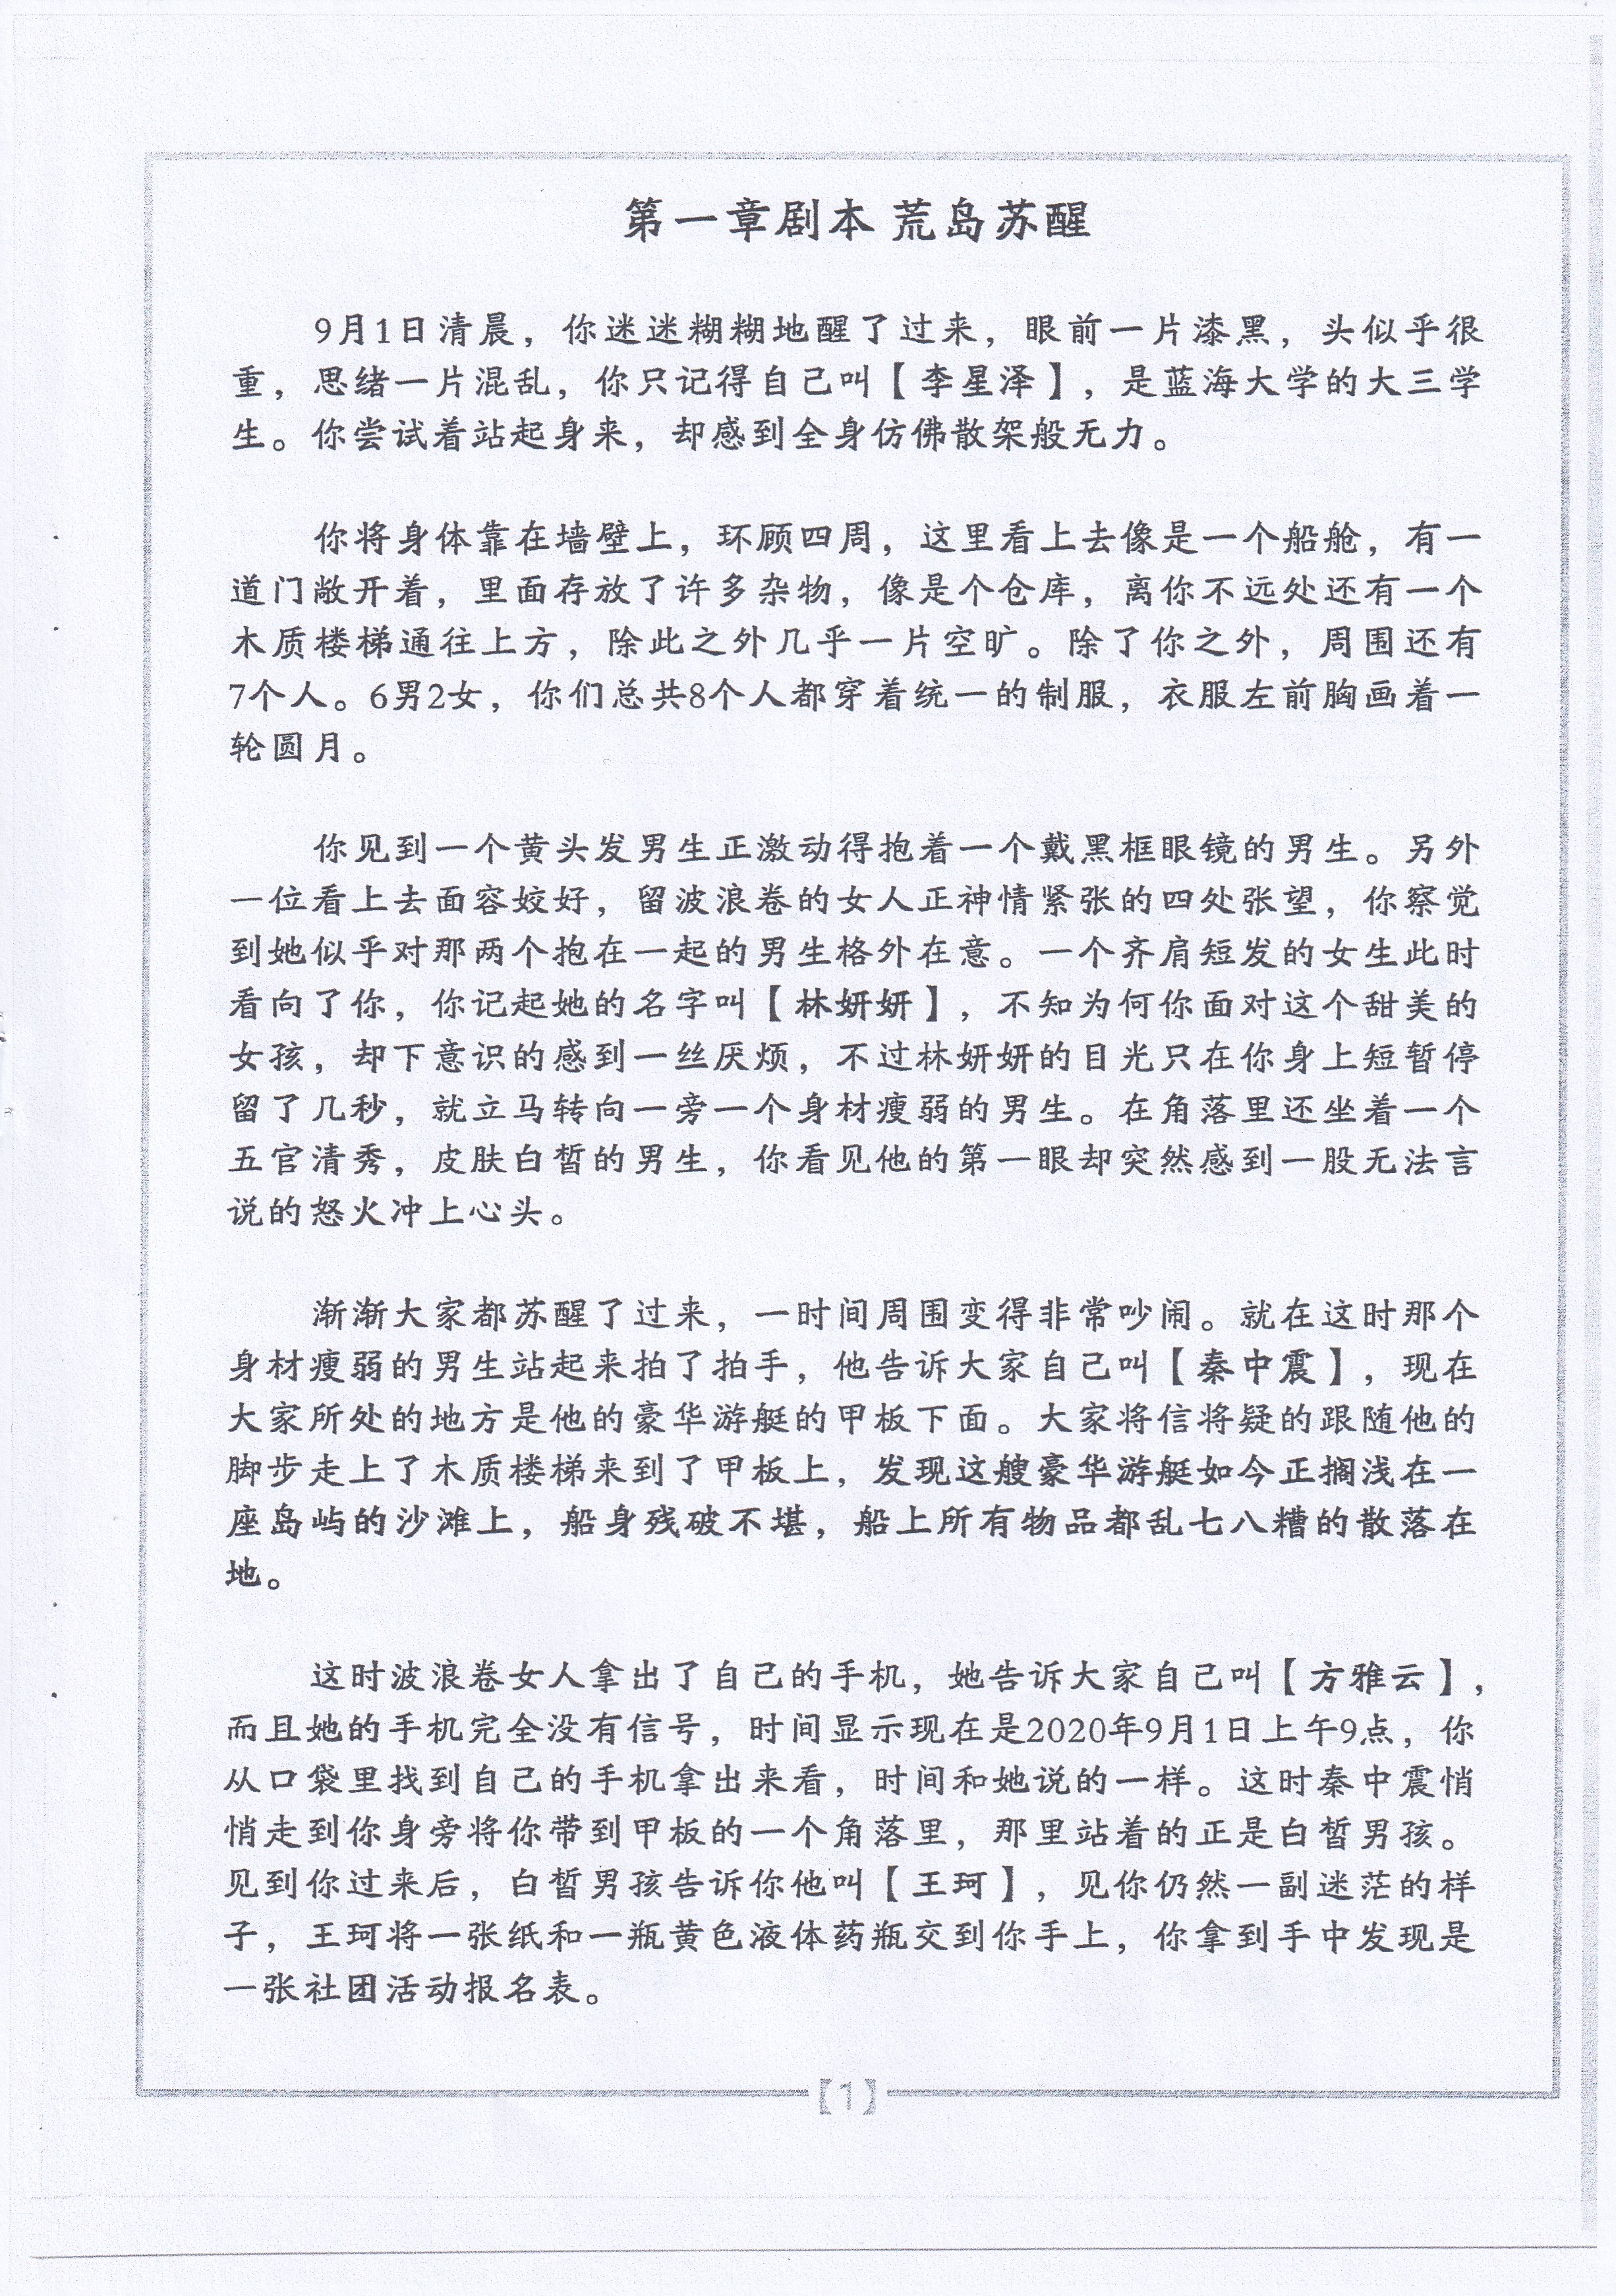 第一章剧本 荒岛苏醒
9月1日清晨，你迷迷糊糊地醒了过来，眼前一片漆黑，头似乎很
重，思绪一片混乱，你只记得自己叫【李星泽】，是蓝海大学的大三学
生。你尝试着站起身来，却感到全身仿佛散架般无力。
你将身体靠在墙壁上，环顾四周，这里看上去像是一个船舱，有一
道门敞开着，里面存放了许多杂物，像是个仓库，离你不远处还有一个
木质楼梯通往上方，除此之外几乎一片空旷。除了你之外，周围还有
7个人。6男2女，你们总共8个人都穿着统一的制服，衣服左前胸画着一
轮圆月。
你见到一个黄头发男生正激动得抱着一个戴黑框眼镜的男生。另外
一位看上去面容姣好，留波浪卷的女人正神情紧张的四处张望，你察觉
到她似乎对那两个抱在一起的男生格外在意。一个齐肩短发的女生此时
看向了你，你记起她的名字叫【林妍妍】，不知为何你面对这个甜美的
女孩，却下意识的感到一丝厌烦，不过林妍妍的目光只在你身上短暂停
留了几秒，就立马转向一旁一个身材瘦弱的男生。在角落里还坐着一个
五官清秀，皮肤白皙的男生，你看见他的第一眼却突然感到一股无法言
说的怒火冲上心头。
渐渐大家都苏醒了过来，一时间周围变得非常吵闹。就在这时那个
身材瘦弱的男生站起来拍了拍手，他告诉大家自己叫【秦中震】，现在
大家所处的地方是他的豪华游艇的甲板下面。大家将信将疑的跟随他的
脚步走上了木质楼梯来到了甲板上，发现这艘豪华游艇如今正搁浅在一
座岛屿的沙滩上，船身残破不堪，船上所有物品都乱七八糟的散落在
地。
这时波浪卷女人拿出了自己的手机，她告诉大家自己叫【方雅云】，
而且她的手机完全没有信号，时间显示现在是2020年9月1日上午9点，你
从口袋里找到自己的手机拿出来看，时间和她说的一样。这时秦中震悄
悄走到你身旁将你带到甲板的一个角落里，那里站着的正是白皙男孩。
见到你过来后，白皙男孩告诉你他叫【王珂】，见你仍然一副迷茫的样
子，王珂将一张纸和一瓶黄色液体药瓶交到你手上，你拿到手中发现是
一张社团活动报名表。
【1】